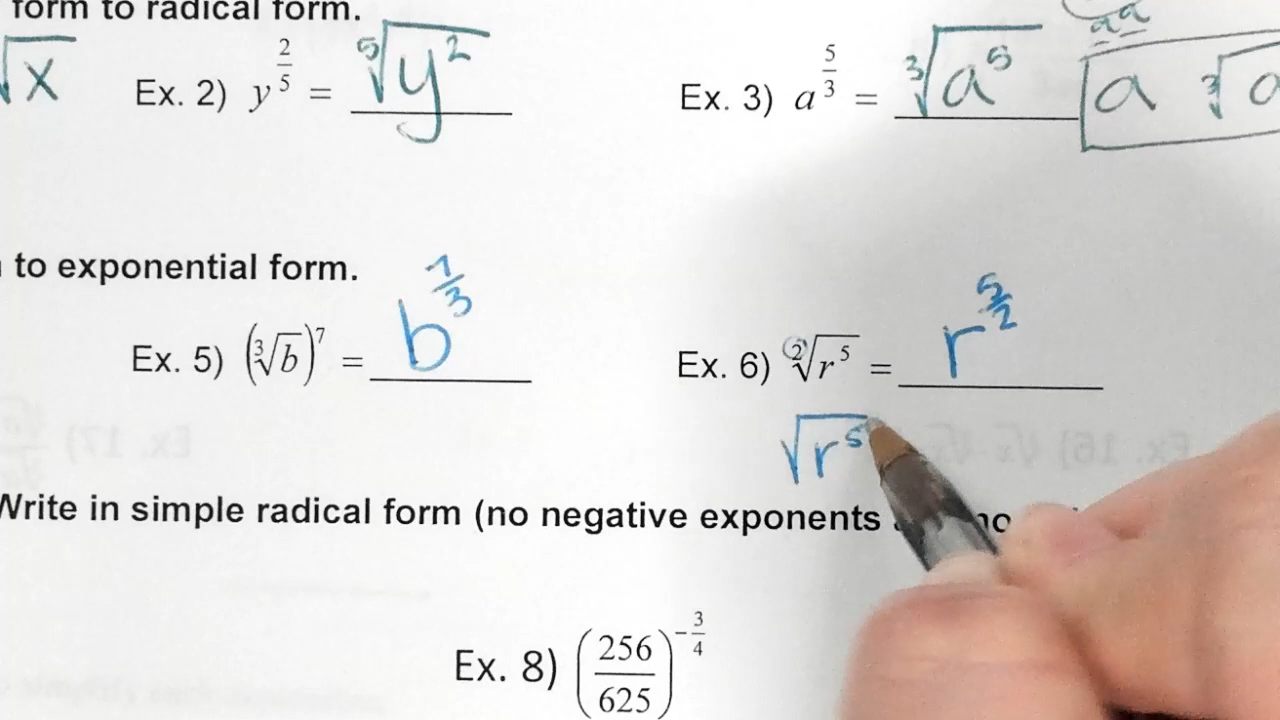 form to radical form.
√x Ex. 2) y^(2/5) = ⁵√y² Ex. 3) a^(5/3) = ³√a⁵ a ³√a
aa
to exponential form.
Ex. 5) (³√b)⁷ = b^(7/3) Ex. 6) ²√r⁵ = r^(5/2)
√r⁵
Write in simple radical form (no negative exponents
Ex. 8) (256/625)^(-3/4)